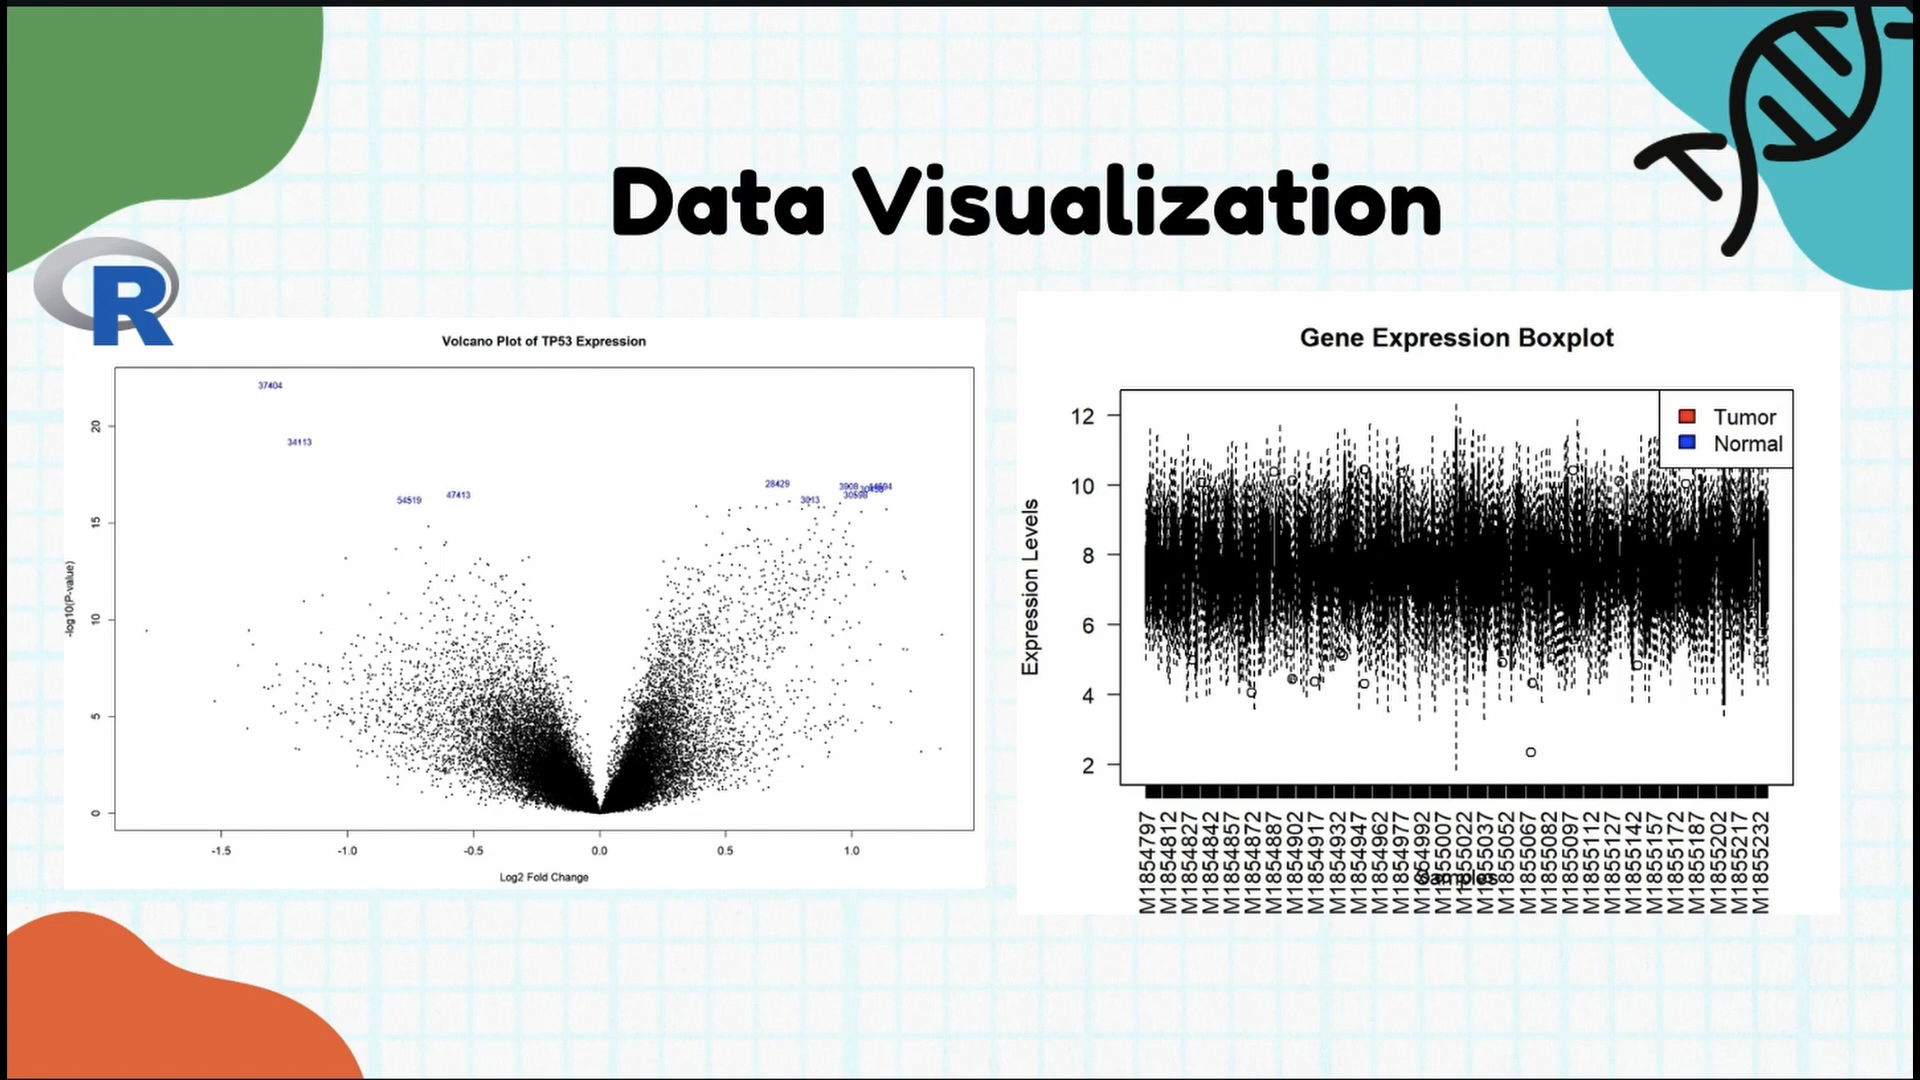 Data Visualization
R
Volcano Plot of TP53 Expression
37404
34113
54519
47413
28429
3013
3908
30598
-log10(P-value)
20
15
10
5
0
-1.5 -1.0 -0.5 0.0 0.5 1.0
Log2 Fold Change
Gene Expression Boxplot
Tumor
Normal
Expression Levels
12
10
8
6
4
2
M1854797
M1854812
M1854827
M1854842
M1854857
M1854872
M1854887
M1854902
M1854917
M1854932
M1854947
M1854962
M1854977
M1854992
M1855007
M1855022
M1855037
M1855052
M1855067
M1855082
M1855097
M1855112
M1855127
M1855142
M1855157
M1855172
M1855187
M1855202
M1855217
M1855232
Samples